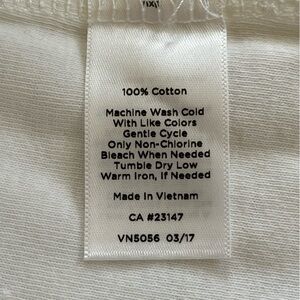 100% Cotton
Machine Wash Cold
With Like Colors
Gentle Cycle
Only Non-Chlorine
Bleach When Needed
Tumble Dry Low
Warm Iron, If Needed
Made In Vietnam
CA #23147
VN5056 03/17